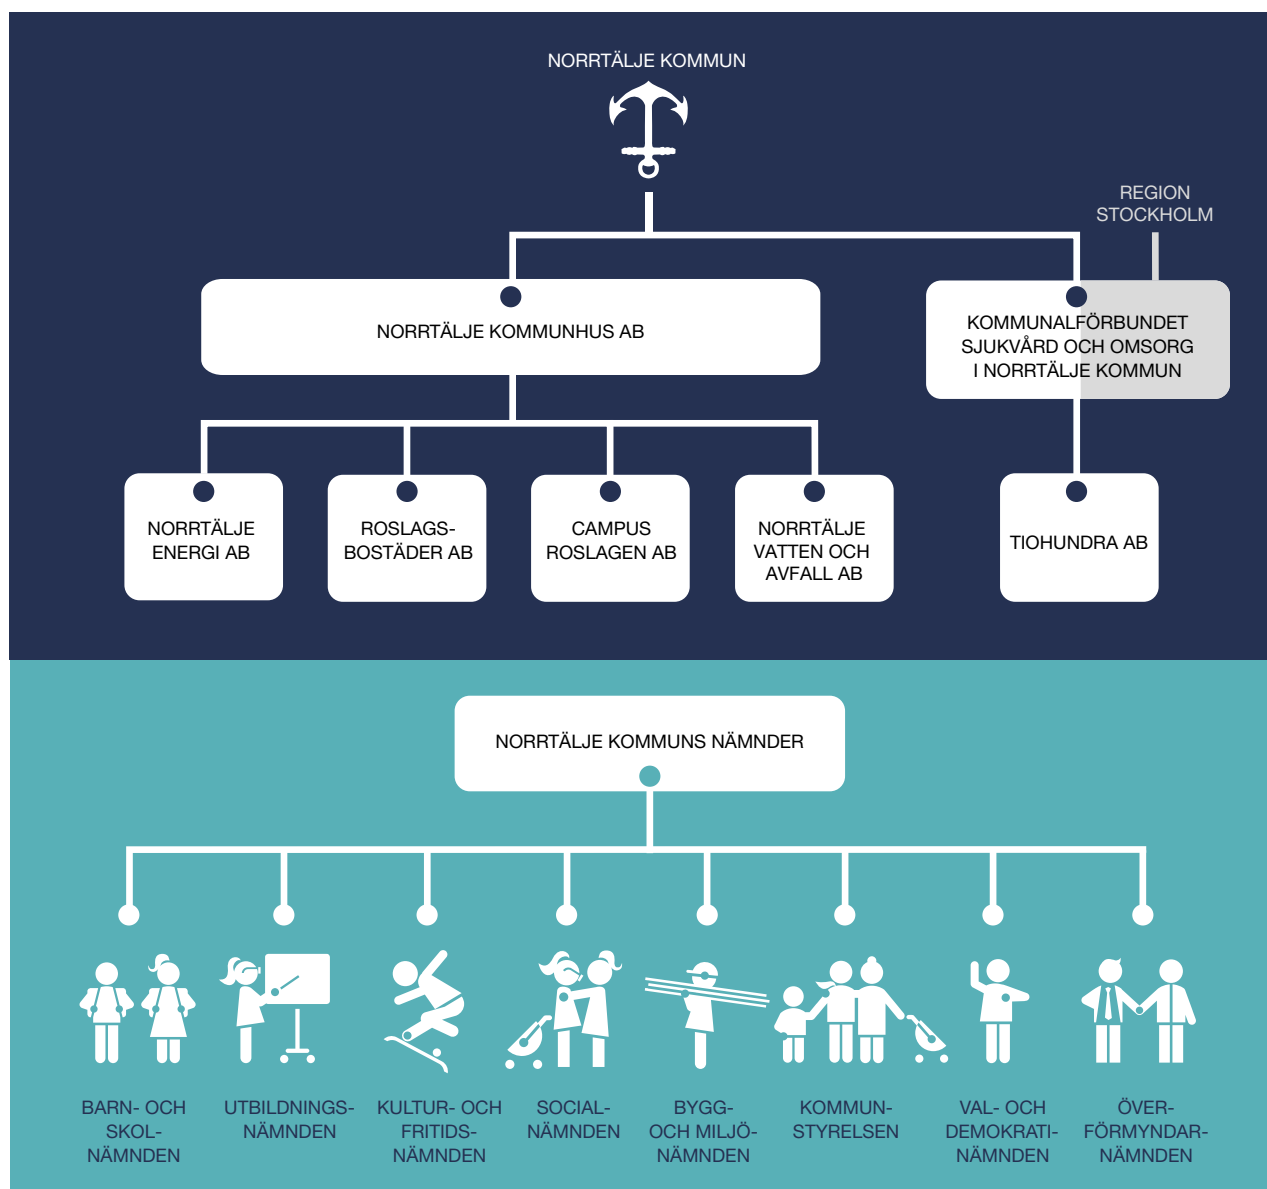 NORRTÄLJE KOMMUN
REGION
STOCKHOLM
NORRTÄLJE KOMMUNHUS AB
KOMMUNALFÖRBUNDET
SJUKVÅRD OCH OMSORG
I NORRTÄLJE KOMMUN
NORRTÄLJE
ENERGI AB
ROSLAGS-
BOSTÄDER AB
CAMPUS
ROSLAGEN AB
NORRTÄLJE
VATTEN OCH
AVFALL AB
TIOHUNDRA AB
NORRTÄLJE KOMMUNS NÄMNDER
BARN- OCH
SKOL-
NÄMNDEN
UTBILDNINGS-
NÄMNDEN
KULTUR- OCH
FRITIDS-
NÄMNDEN
SOCIAL-
NÄMNDEN
BYGG-
OCH MILJÖ-
NÄMNDEN
KOMMUN-
STYRELSEN
VAL- OCH
DEMOKRATI-
NÄMNDEN
ÖVER-
FÖRMYNDAR-
NÄMNDEN